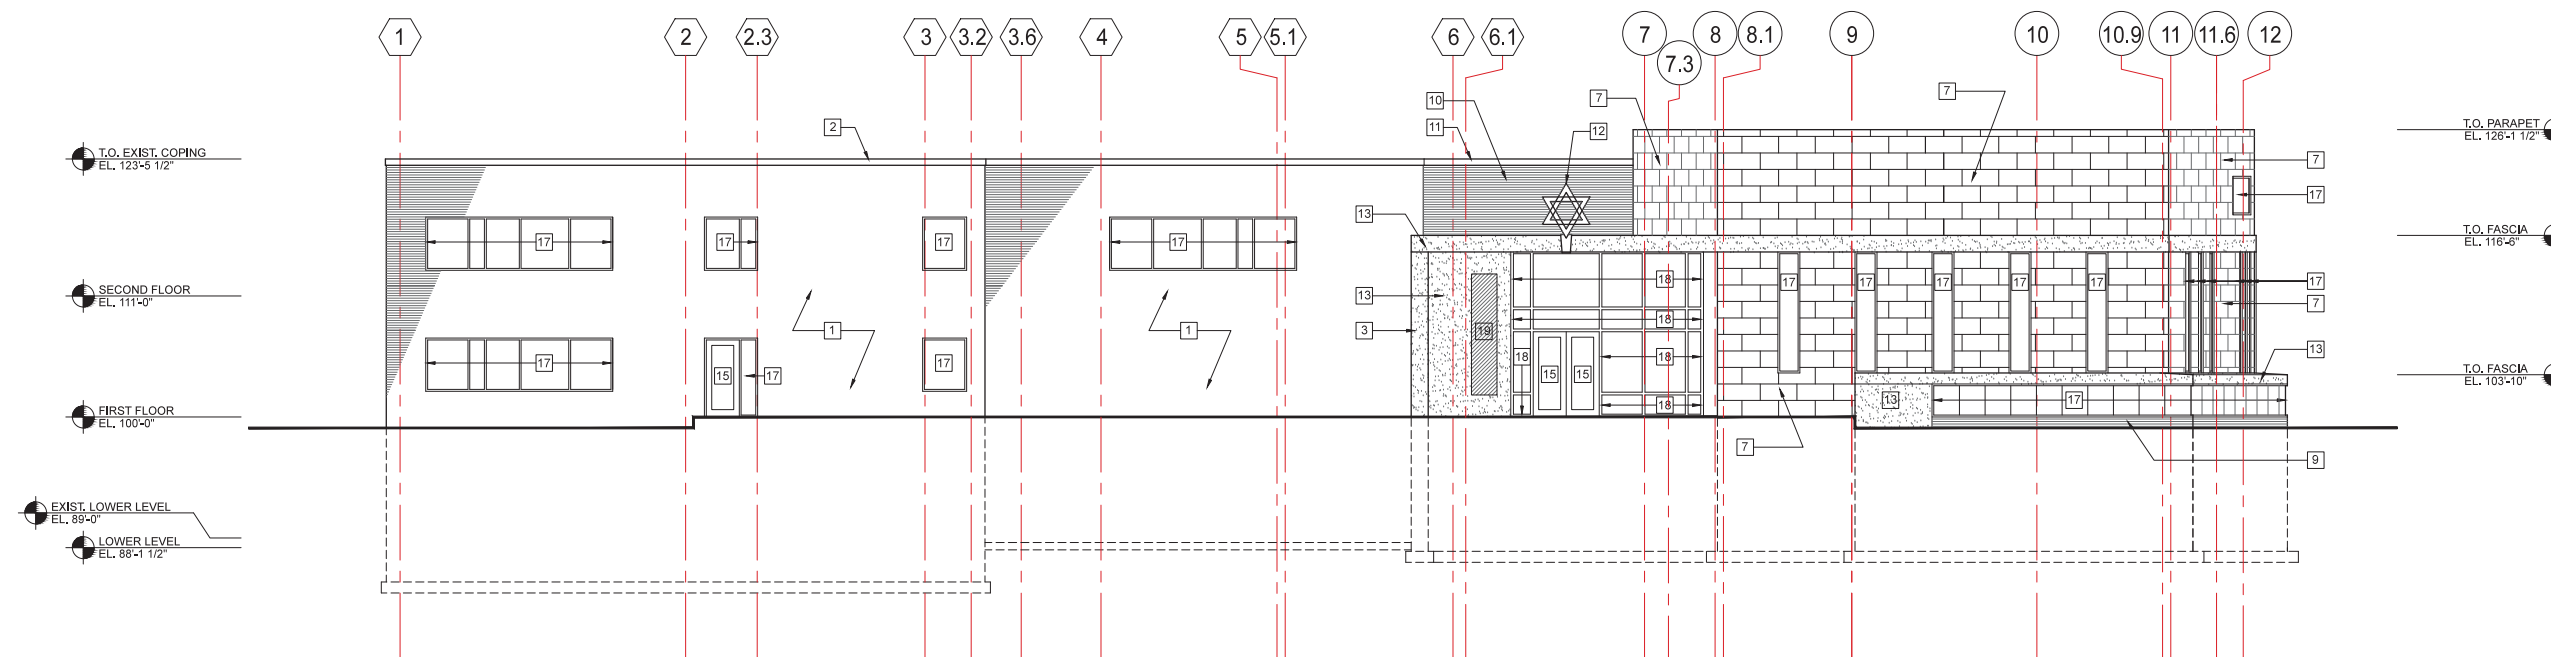 1 2 2.3 3 3.2 3.6 4 5 5.1 6 6.1 7 7.3 8 8.1 9 10 10.9 11 11.6 12
T.O. EXIST. COPING
EL. 123'-5 1/2"
SECOND FLOOR
EL. 111'-0"
FIRST FLOOR
EL. 100'-0"
EXIST. LOWER LEVEL
EL. 89'-0"
LOWER LEVEL
EL. 88'-1 1/2"
2
17
17
17
17
17
15
17
17
1
1
10
11
12
7
7
7
17
13
13
3
19
18
18
18
18
18
15
15
17
17
17
17
17
17
7
13
13
17
7
9
T.O. PARAPET
EL. 126'-1 1/2"
T.O. FASCIA
EL. 116'-6"
T.O. FASCIA
EL. 103'-10"